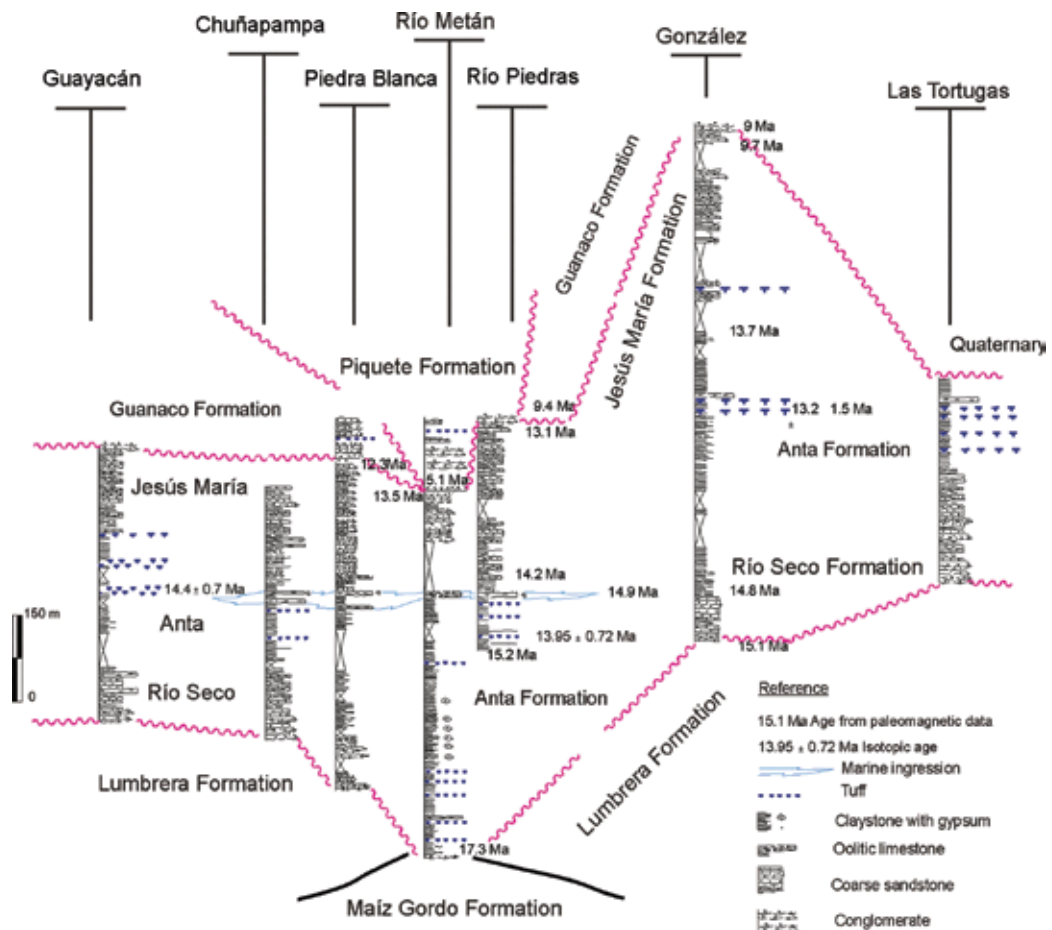 Chuñapampa
Río Metán
González
Guayacán
Piedra Blanca
Río Piedras
Las Tortugas
9 Ma
9.7 Ma
Guanaco Formation
Jesús María Formation
13.7 Ma
Quaternary
Piquete Formation
Guanaco Formation
9.4 Ma
13.1 Ma
13.2 1.5 Ma
±
Anta Formation
12.3Ma
5.1 Ma
13.5 Ma
Jesús María
14.2 Ma
14.9 Ma
Río Seco Formation
14.8 Ma
14.4 ± 0.7 Ma
150 m
0
Anta
13.95 ± 0.72 Ma
15.2 Ma
15.1 Ma
Río Seco
Anta Formation
Lumbrera Formation
Lumbrera Formation
17.3 Ma
Maíz Gordo Formation
Reference
15.1 Ma Age from paleomagnetic data
13.95 ± 0.72 Ma Isotopic age
Marine ingression
Tuff
Claystone with gypsum
Oolitic limestone
Coarse sandstone
Conglomerate